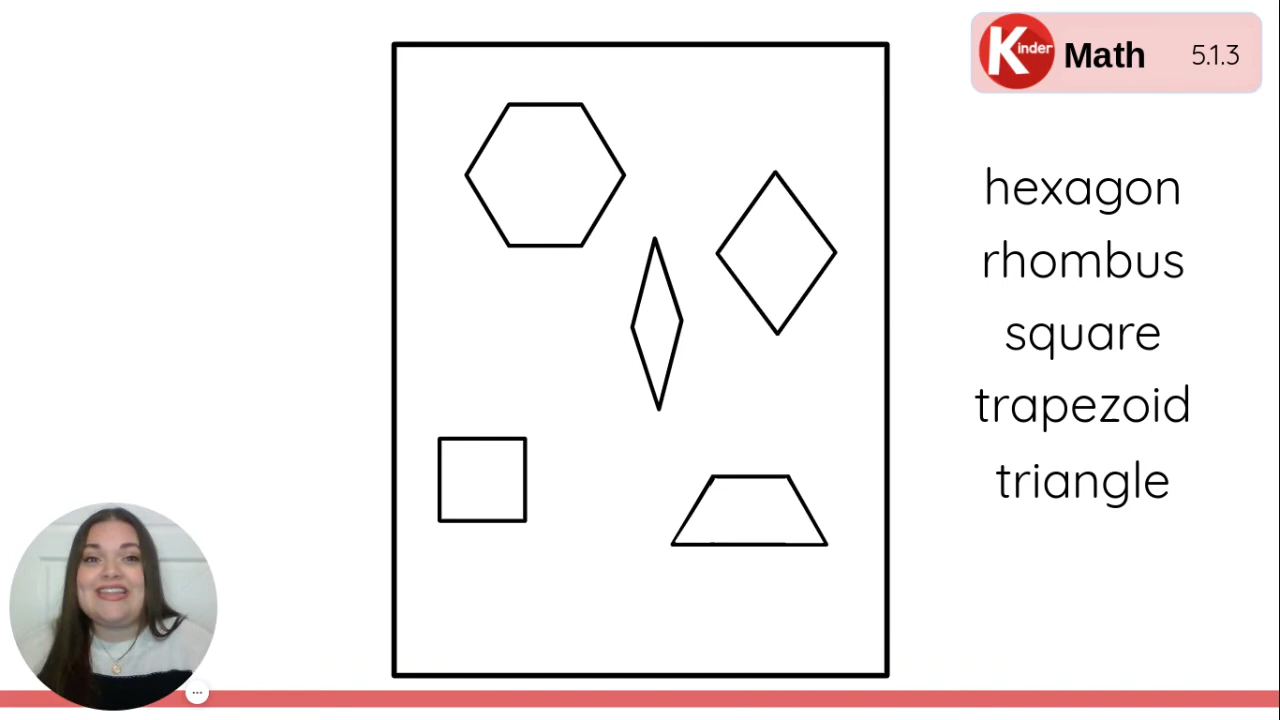 Kinder Math 5.1.3
hexagon
rhombus
square
trapezoid
triangle